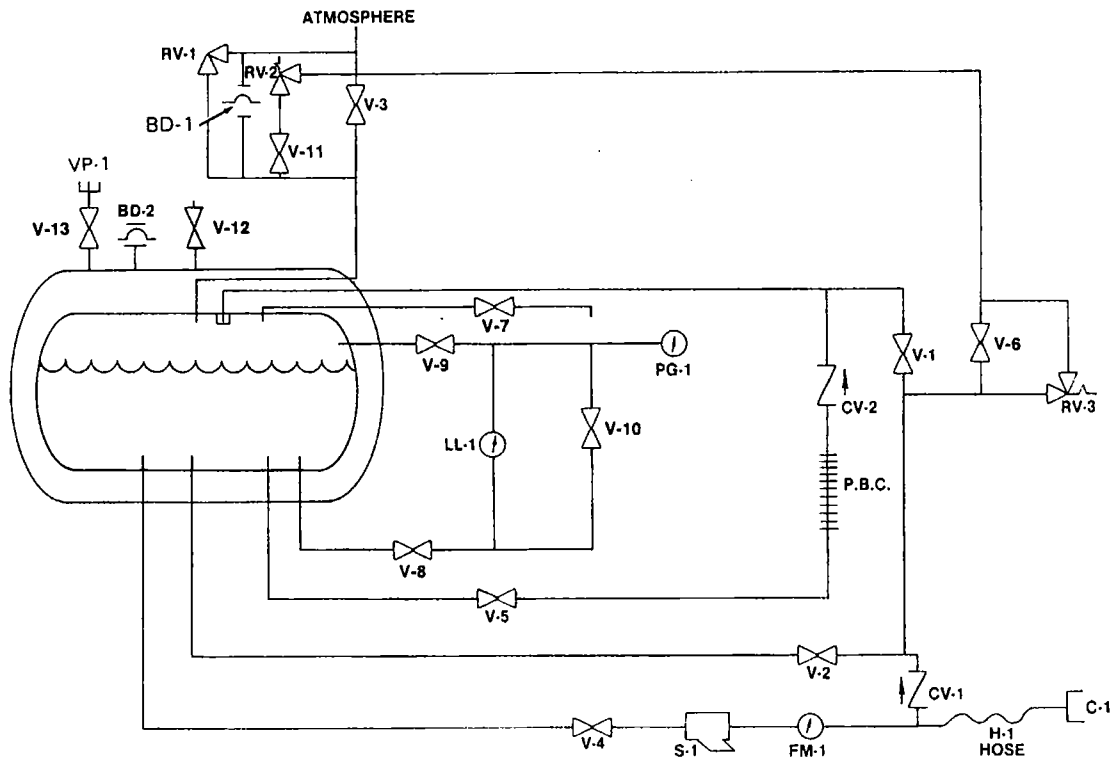 ATMOSPHERE
RV-1
RV-2
BD-1
V-3
V-11
VP-1
V-13
BD-2
V-12
V-7
V-9
PG-1
V-1
V-6
RV-3
CV-2
V-10
LL-1
P.B.C.
V-8
V-5
V-2
CV-1
C-1
V-4
S-1
FM-1
H-1
HOSE